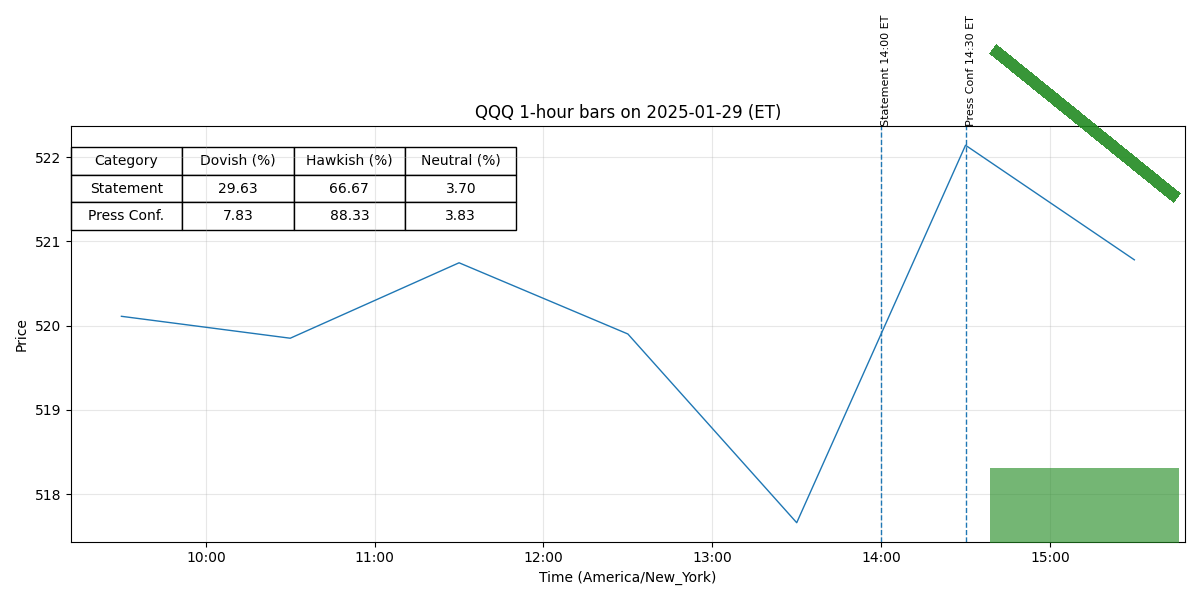 Statement 14:00 ET
Press Conf 14:30 ET
QQQ 1-hour bars on 2025-01-29 (ET)
Category Dovish (%) Hawkish (%) Neutral (%)
Statement 29.63 66.67 3.70
Press Conf. 7.83 88.33 3.83
522
521
520
519
518
Price
10:00 11:00 12:00 13:00 14:00 15:00
Time (America/New_York)